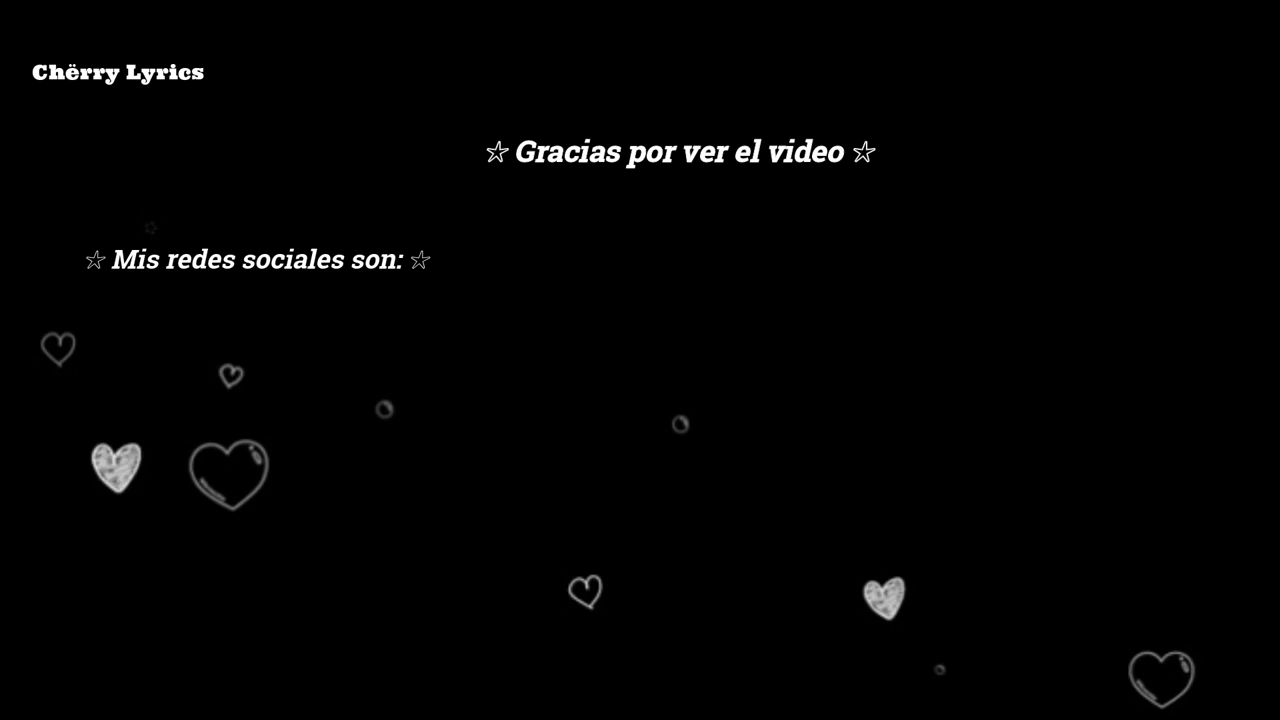 Chërry Lyrics
☆ Gracias por ver el video ☆
☆ Mis redes sociales son: ☆